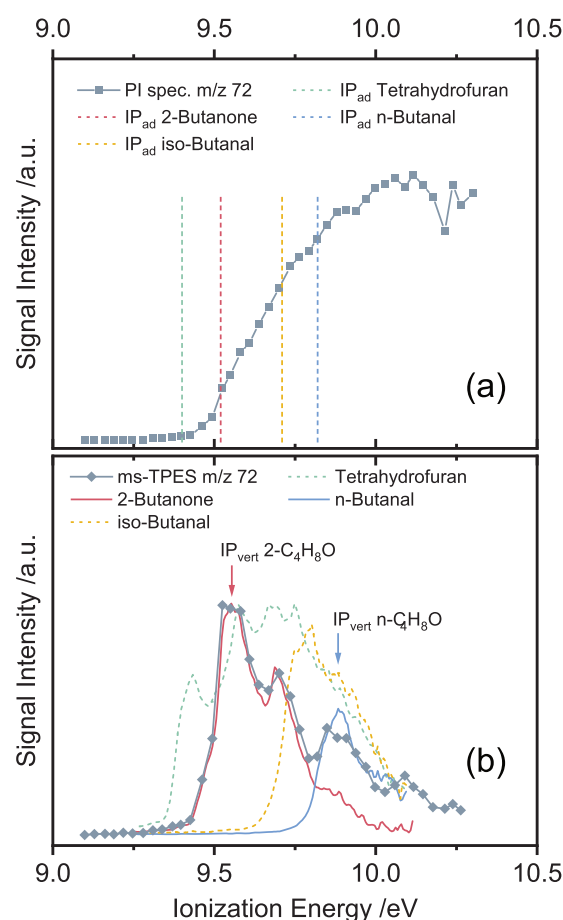 9.0 9.5 10.0 10.5
PI spec. m/z 72
IPad Tetrahydrofuran
IPad 2-Butanone
IPad n-Butanal
IPad iso-Butanal
Signal Intensity /a.u.
(a)
ms-TPES m/z 72
Tetrahydrofuran
2-Butanone
n-Butanal
iso-Butanal
IPvert 2-C4H8O
IPvert n-C4H8O
Signal Intensity /a.u.
(b)
9.0 9.5 10.0 10.5
Ionization Energy /eV